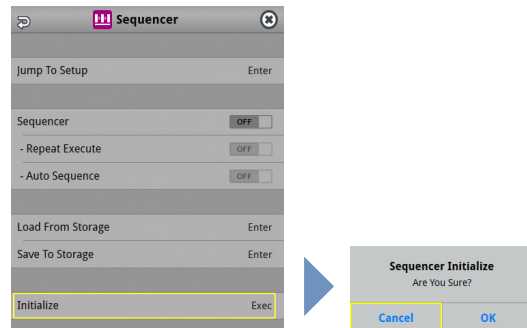 Sequencer
Jump To Setup Enter
Sequencer OFF
- Repeat Execute OFF
- Auto Sequence OFF
Load From Storage Enter
Save To Storage Enter
Initialize Exec
Sequencer Initialize
Are You Sure?
Cancel OK